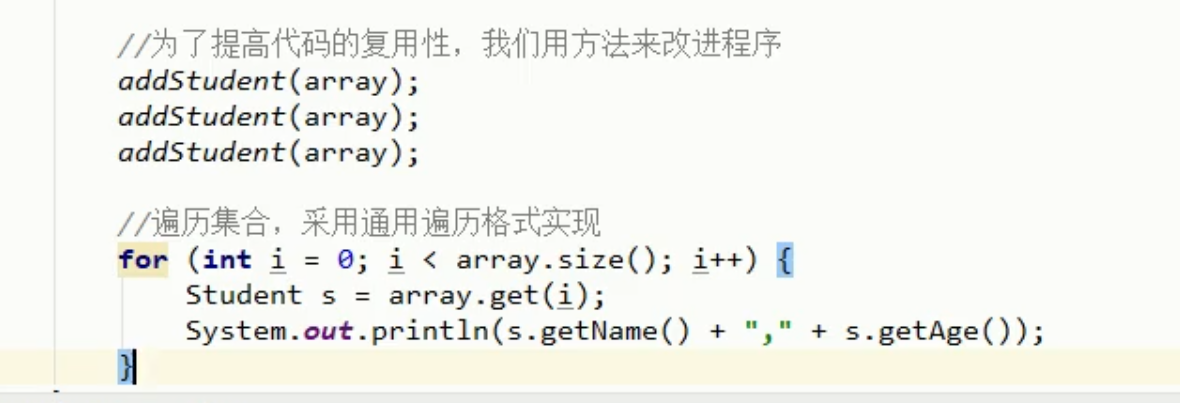 //为了提高代码的复用性，我们用方法来改进程序
addStudent(array);
addStudent(array);
addStudent(array);
//遍历集合，采用通用遍历格式实现
for (int i = 0; i < array.size(); i++) {
Student s = array.get(i);
System.out.println(s.getName() + "," + s.getAge());
}